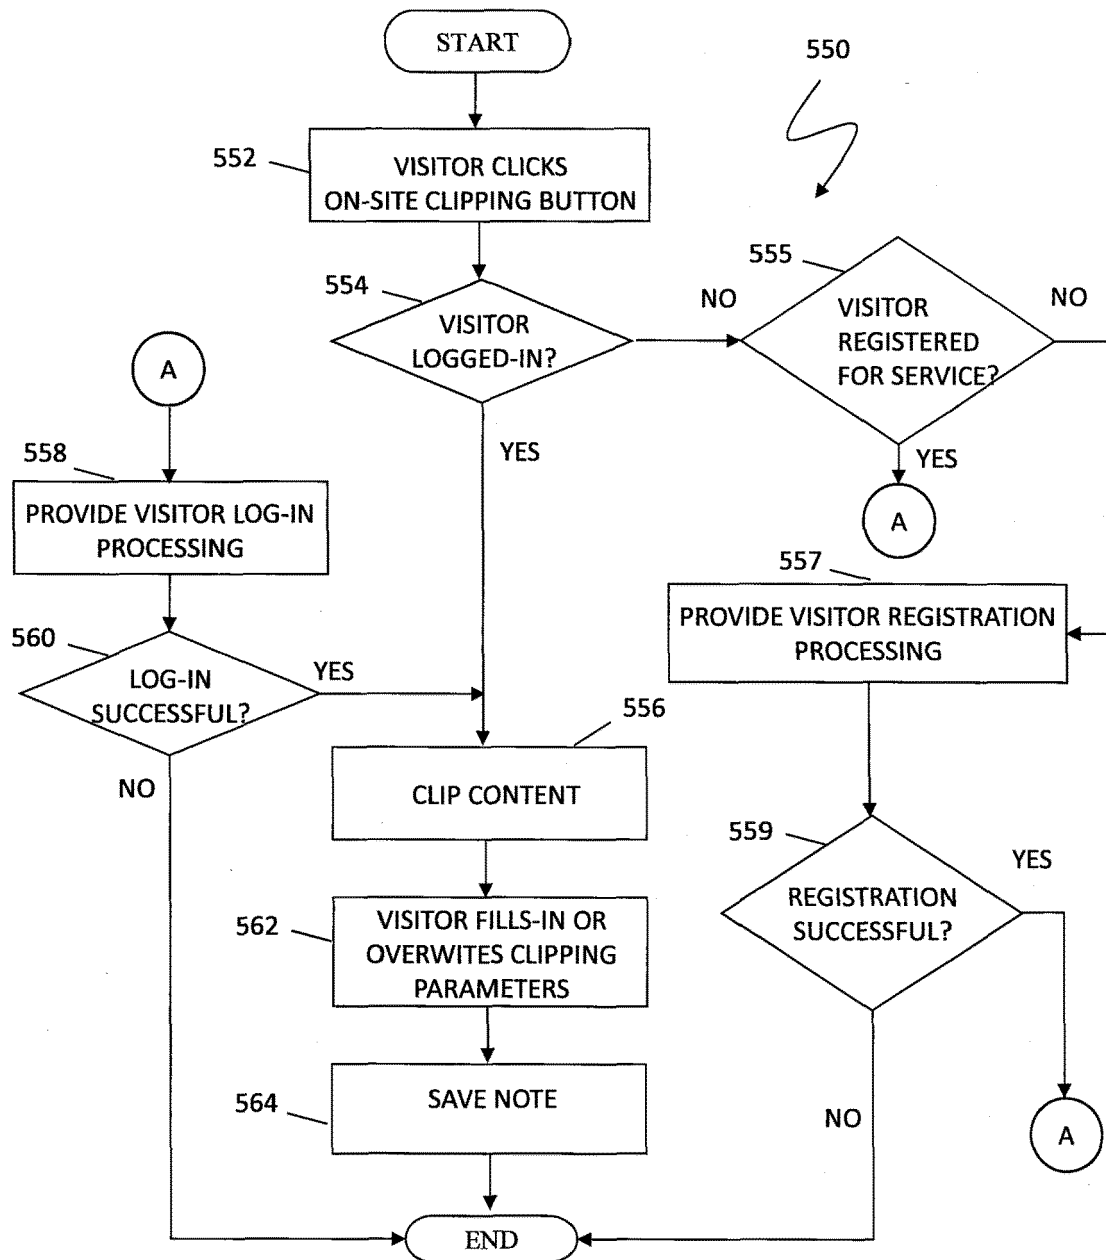 START
550
552
VISITOR CLICKS
ON-SITE CLIPPING BUTTON
554
VISITOR
LOGGED-IN?
NO
YES
555
VISITOR
REGISTERED
FOR SERVICE?
NO
YES
A
A
558
PROVIDE VISITOR LOG-IN
PROCESSING
560
LOG-IN
SUCCESSFUL?
YES
NO
557
PROVIDE VISITOR REGISTRATION
PROCESSING
556
CLIP CONTENT
559
REGISTRATION
SUCCESSFUL?
YES
NO
A
562
VISITOR FILLS-IN OR
OVERWITES CLIPPING
PARAMETERS
564
SAVE NOTE
END